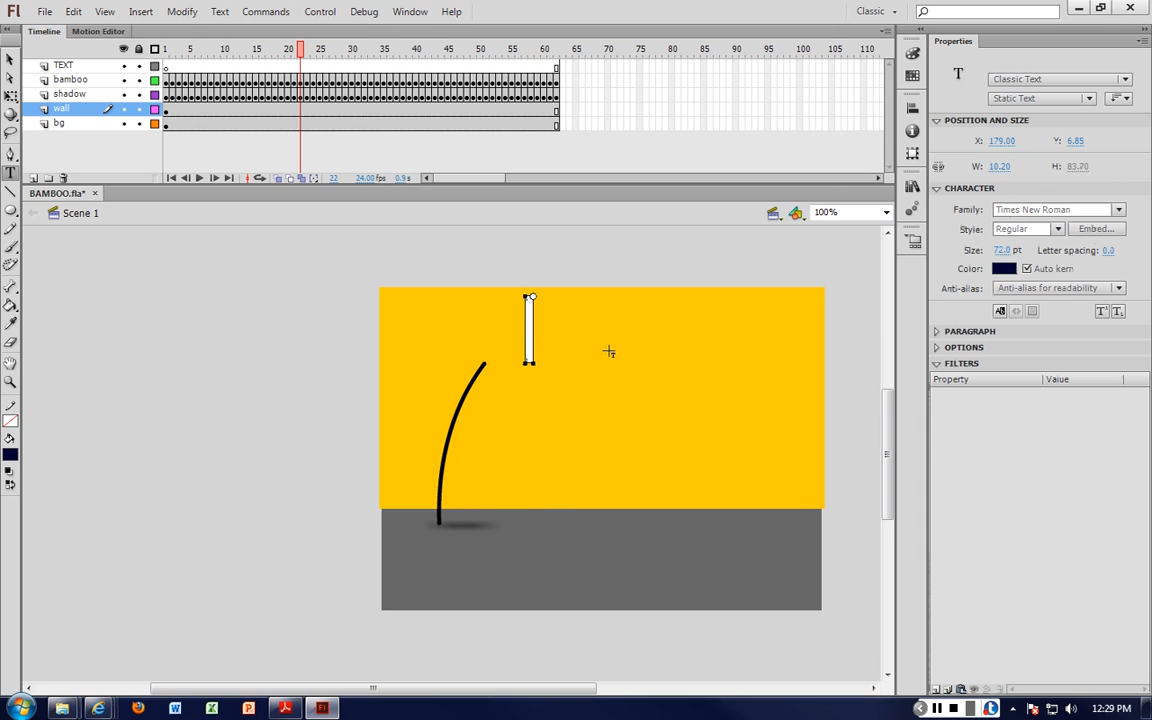 Fl File Edit View Insert Modify Text Commands Control Debug Window Help Classic
Timeline Motion Editor Properties
1 5 10 15 20 25 30 35 40 45 50 55 60 65 70 75 80 85 90 95 100 105 110
TEXT
bamboo
shadow
wall
bg
22 24.00 fps 0.9 s
BAMBOO.fla* ×
Scene 1 100%
T Classic Text
Static Text
POSITION AND SIZE
X: 179.00 Y: 6.85
W: 10.20 H: 83.70
CHARACTER
Family: Times New Roman
Style: Regular Embed...
Size: 72.0 pt Letter spacing: 0.0
Color: Auto kern
Anti-alias: Anti-alias for readability
PARAGRAPH
OPTIONS
FILTERS
Property Value
12:29 PM